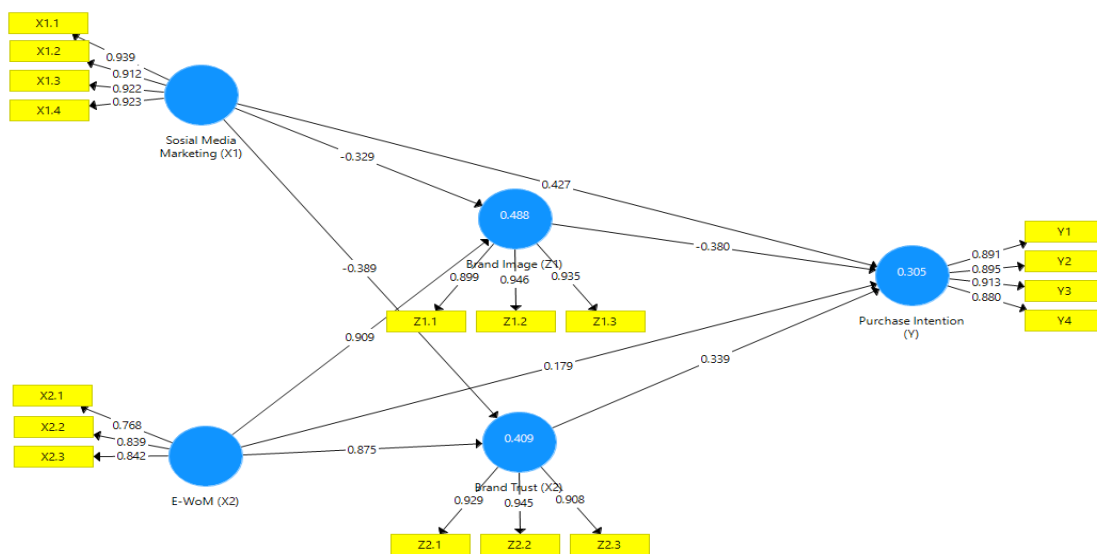 X1.1
X1.2
X1.3
X1.4
0.939
0.912
0.922
0.923
Sosial Media
Marketing (X1)
-0.329
0.427
0.488
Brand Image (Z1)
0.899
0.946
0.935
Z1.1
Z1.2
Z1.3
-0.380
-0.389
0.909
0.179
0.339
0.305
Purchase Intention
(Y)
0.891
0.895
0.913
0.880
Y1
Y2
Y3
Y4
X2.1
X2.2
X2.3
0.768
0.839
0.842
E-WoM (X2)
0.875
0.409
Brand Trust (X2)
0.929
0.945
0.908
Z2.1
Z2.2
Z2.3